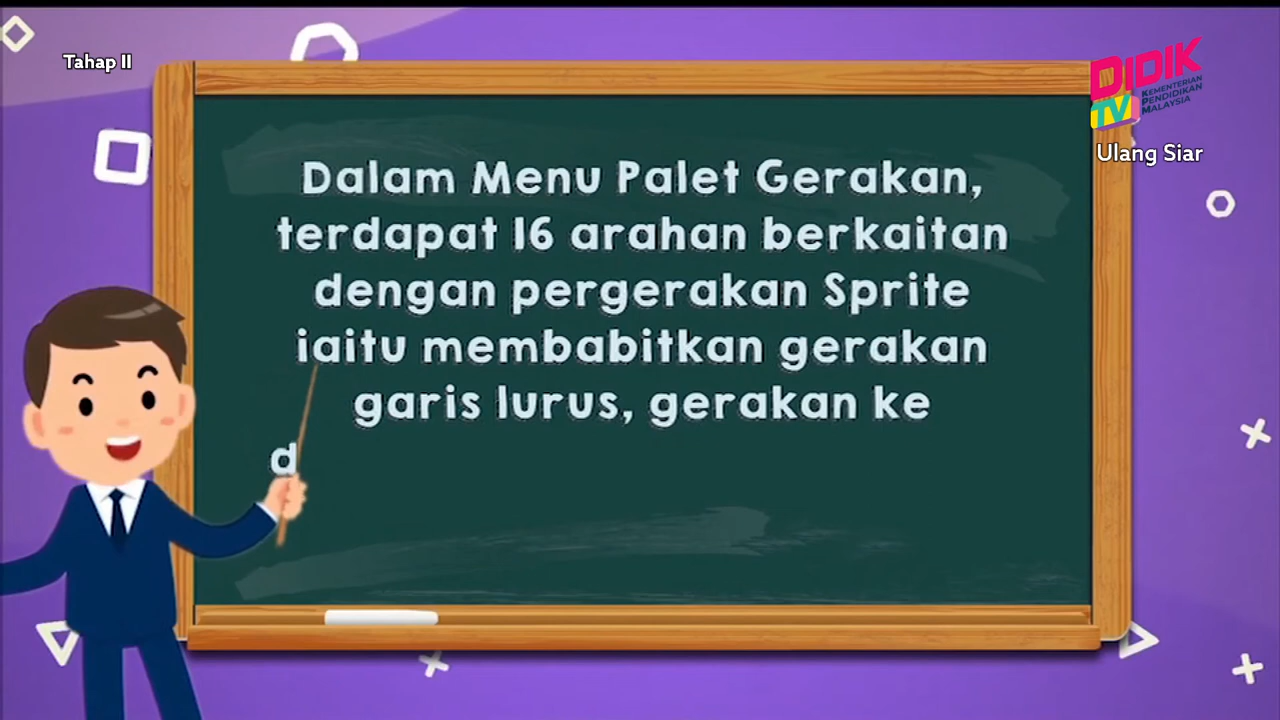 Tahap II
DIDIK
TV
KEMENTERIAN
PENDIDIKAN
MALAYSIA
Ulang Siar
Dalam Menu Palet Gerakan,
terdapat 16 arahan berkaitan
dengan pergerakan Sprite
iaitu membabitkan gerakan
garis lurus, gerakan ke
d